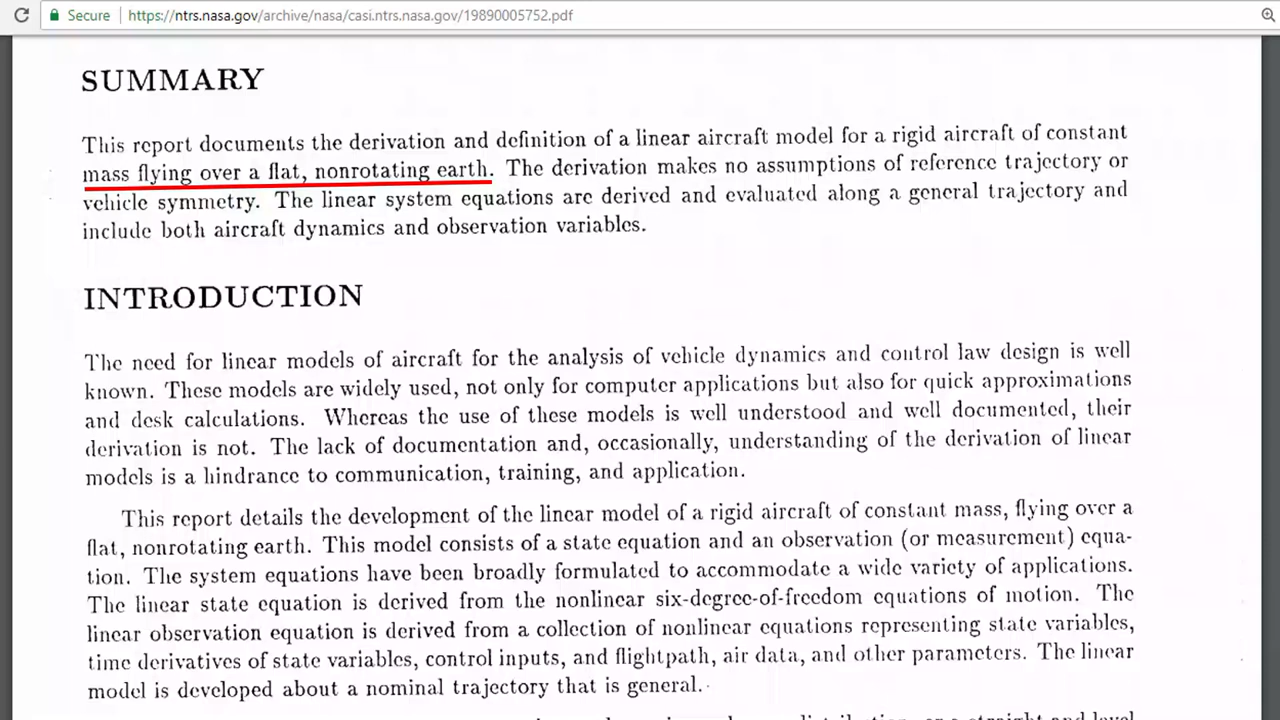 Secure https://ntrs.nasa.gov/archive/nasa/casi.ntrs.nasa.gov/19890005752.pdf
SUMMARY
This report documents the derivation and definition of a linear aircraft model for a rigid aircraft of constant
mass flying over a flat, nonrotating earth. The derivation makes no assumptions of reference trajectory or
vehicle symmetry. The linear system equations are derived and evaluated along a general trajectory and
include both aircraft dynamics and observation variables.
INTRODUCTION
The need for linear models of aircraft for the analysis of vehicle dynamics and control law design is well
known. These models are widely used, not only for computer applications but also for quick approximations
and desk calculations. Whereas the use of these models is well understood and well documented, their
derivation is not. The lack of documentation and, occasionally, understanding of the derivation of linear
models is a hindrance to communication, training, and application.
This report details the development of the linear model of a rigid aircraft of constant mass, flying over a
flat, nonrotating earth. This model consists of a state equation and an observation (or measurement) equa-
tion. The system equations have been broadly formulated to accommodate a wide variety of applications.
The linear state equation is derived from the nonlinear six-degree-of-freedom equations of motion. The
linear observation equation is derived from a collection of nonlinear equations representing state variables,
time derivatives of state variables, control inputs, and flightpath, air data, and other parameters. The linear
model is developed about a nominal trajectory that is general.